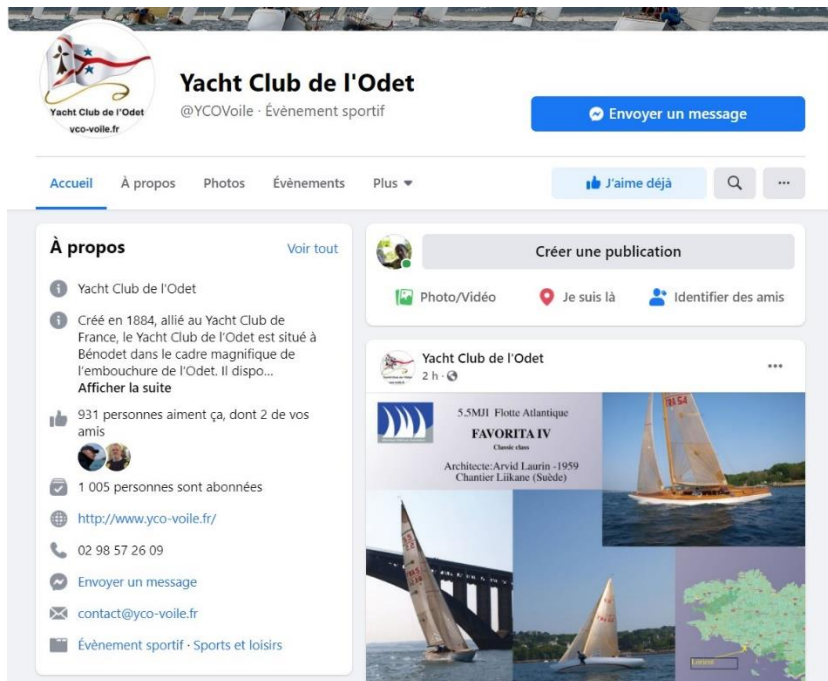 Yacht Club de l'Odet
yco-voile.fr
Yacht Club de l'Odet
@YCOVoile · Évènement sportif
Envoyer un message
Accueil
À propos
Photos
Évènements
Plus
J'aime déjà
À propos
Voir tout
Yacht Club de l'Odet
Créé en 1884, allié au Yacht Club de
France, le Yacht Club de l'Odet est situé à
Bénodet dans le cadre magnifique de
l'embouchure de l'Odet. Il dispo...
Afficher la suite
931 personnes aiment ça, dont 2 de vos
amis
1 005 personnes sont abonnées
http://www.yco-voile.fr/
02 98 57 26 09
Envoyer un message
contact@yco-voile.fr
Évènement sportif · Sports et loisirs
Créer une publication
Photo/Vidéo
Je suis là
Identifier des amis
Yacht Club de l'Odet
2 h ·
5.5MJI Flotte Atlantique
FAVORITA IV
Classic class
Architecte:Arvid Laurin -1959
Chantier Liikane (Suède)
Lorient